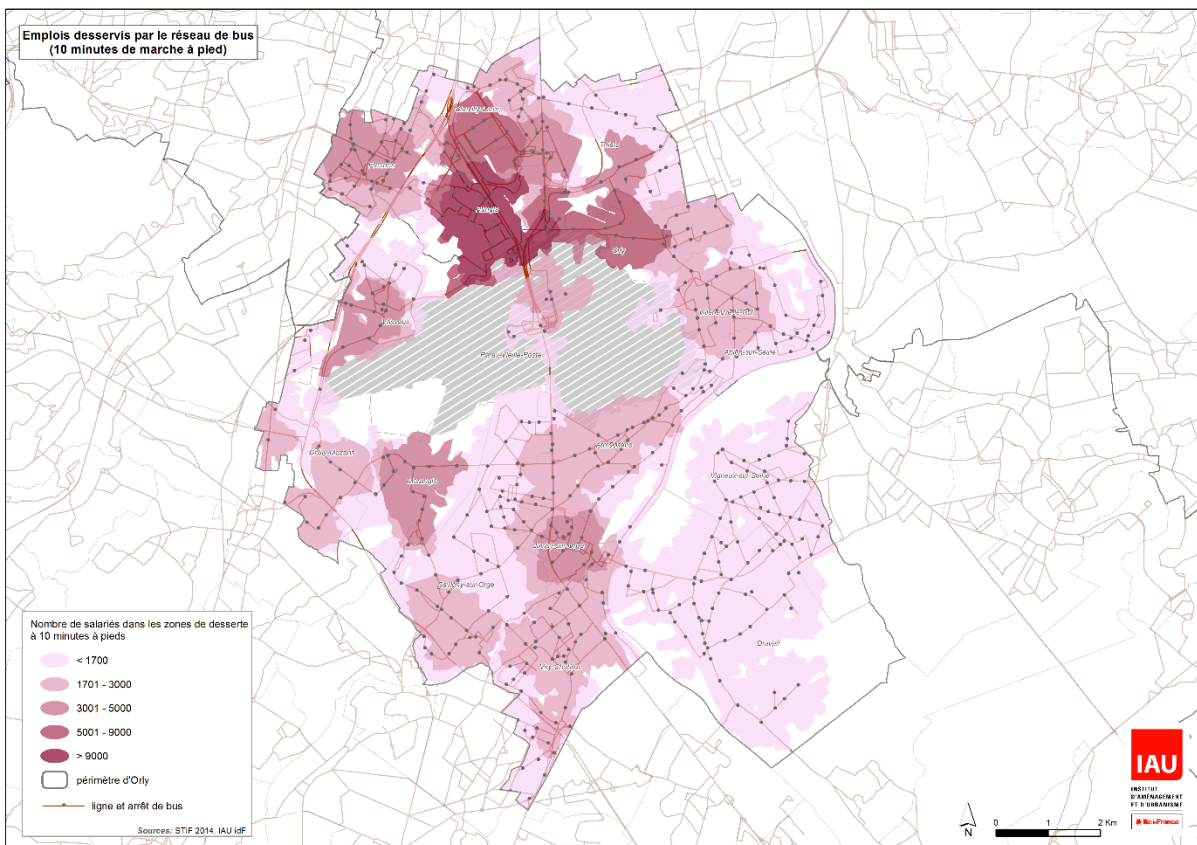 Emplois desservis par le réseau de bus
(10 minutes de marche à pied)
Thiais
Rungis
Orly
Villeneuve-le-Roi
Ablon-sur-Seine
Paray-Vieille-Poste
Athis-Mons
Chilly-Mazarin
Morangis
Vigneux-sur-Seine
Juvisy-sur-Orge
Savigny-sur-Orge
Draveil
Viry-Chatillon
Nombre de salariés dans les zones de desserte
à 10 minutes à pieds
< 1700
1701 - 3000
3001 - 5000
5001 - 9000
> 9000
périmètre d'Orly
ligne et arrêt de bus
Sources: STIF 2014, IAU îdF
N
0 1 2 Km
IAU
INSTITUT
D'AMÉNAGEMENT
ET D'URBANISME
îledeFrance